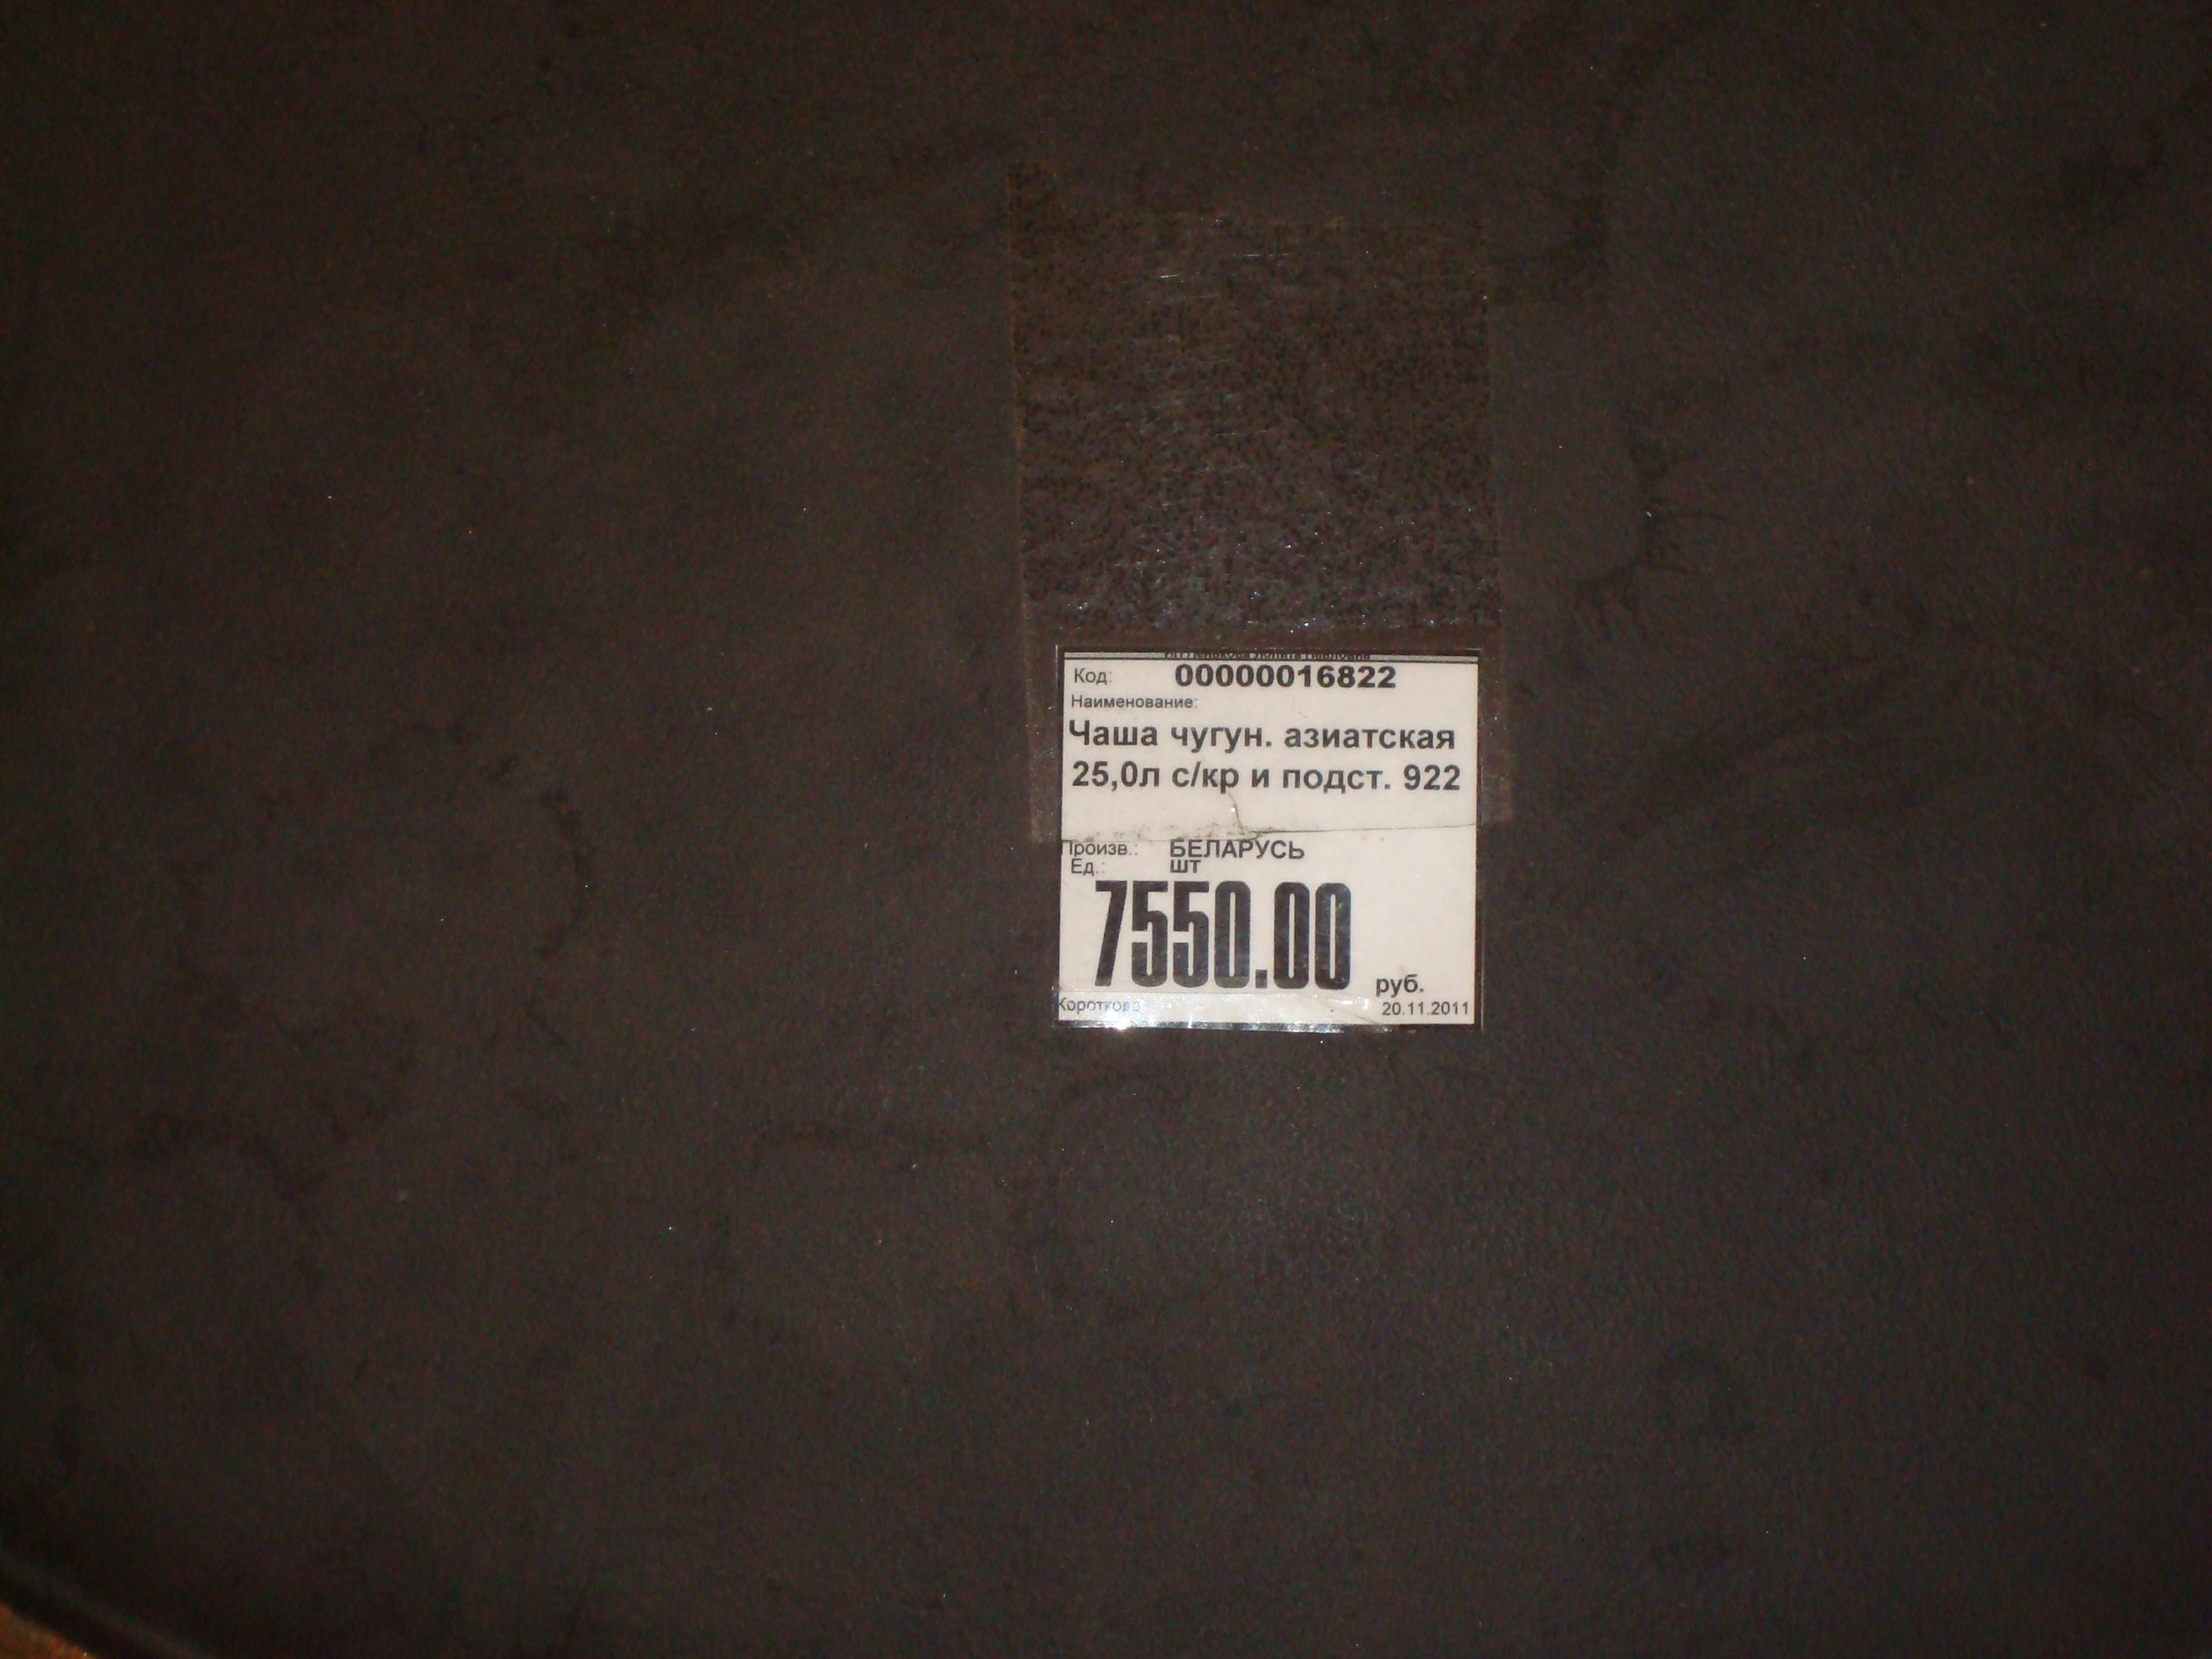 Код: 00000016822
Наименование:
Чаша чугун. азиатская
25,0л с/кр и подст. 922
Произв.: БЕЛАРУСЬ
Ед.: шт
7550.00 руб.
20.11.2011